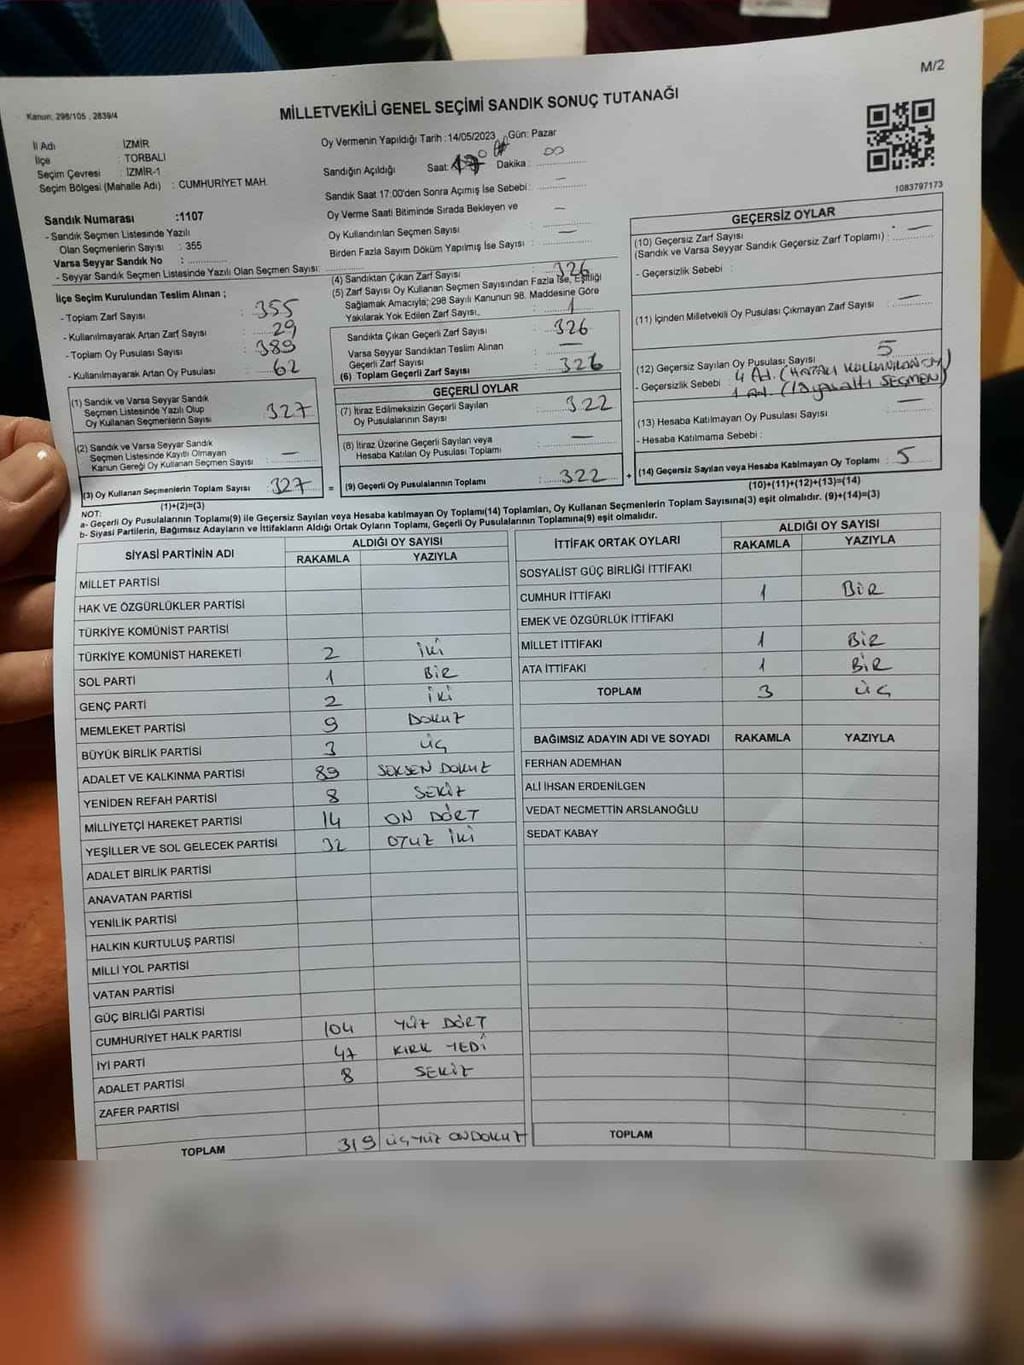 M/2
Kanun: 298/105 , 2839/4
MİLLETVEKİLİ GENEL SEÇİMİ SANDIK SONUÇ TUTANAĞI
İl Adı : İZMİR
İlçe : TORBALI
Seçim Çevresi : İZMİR-1
Seçim Bölgesi (Mahalle Adı) : CUMHURİYET MAH.
Oy Vermenin Yapıldığı Tarih : 14/05/2023 Gün: Pazar
Sandığın Açıldığı Saat: Dakika : 00
Sandık Saat 17:00'den Sonra Açımış İse Sebebi : —
Oy Verme Saati Bitiminde Sırada Bekleyen ve
Oy Kullandırılan Seçmen Sayısı : —
Birden Fazla Sayım Döküm Yapılmış İse Sayısı : —
1083797173
Sandık Numarası :1107
- Sandık Seçmen Listesinde Yazılı
Olan Seçmenlerin Sayısı : 355
Varsa Seyyar Sandık No :
- Seyyar Sandık Seçmen Listesinde Yazılı Olan Seçmen Sayısı:
İlçe Seçim Kurulundan Teslim Alınan ;
- Toplam Zarf Sayısı : 355
- Kullanılmayarak Artan Zarf Sayısı : 29
- Toplam Oy Pusulası Sayısı : 389
- Kullanılmayarak Artan Oy Pusulası : 62
(1) Sandık ve Varsa Seyyar Sandık
Seçmen Listesinde Yazılı Olup
Oy Kullanan Seçmenlerin Sayısı : 327
(2) Sandık ve Varsa Seyyar Sandık
Seçmen Listesinde Kayıtlı Olmayan
Kanun Gereği Oy Kullanan Seçmen Sayısı : —
(3) Oy Kullanan Seçmenlerin Toplam Sayısı : 327
(1)+(2)=(3)
(4) Sandıktan Çıkan Zarf Sayısı : 326
(5) Zarf Sayısı Oy Kullanan Seçmen Sayısından Fazla İse, Eşitliği
Sağlamak Amacıyla; 298 Sayılı Kanunun 98. Maddesine Göre
Yakılarak Yok Edilen Zarf Sayısı. : 1
Sandıkta Çıkan Geçerli Zarf Sayısı : 326
Varsa Seyyar Sandıktan Teslim Alınan
Geçerli Zarf Sayısı : —
(6) Toplam Geçerli Zarf Sayısı : 326
GEÇERLİ OYLAR
(7) İtiraz Edilmeksizin Geçerli Sayılan
Oy Pusulalarının Sayısı : 322
(8) İtiraz Üzerine Geçerli Sayılan veya
Hesaba Katılan Oy Pusulası Toplamı : —
= (9) Geçerli Oy Pusulalarının Toplamı : 322 +
GEÇERSİZ OYLAR
(10) Geçersiz Zarf Sayısı
(Sandık ve Varsa Seyyar Sandık Geçersiz Zarf Toplamı) : —
- Geçersizlik Sebebi :
(11) İçinden Milletvekili Oy Pusulası Çıkmayan Zarf Sayısı : —
(12) Geçersiz Sayılan Oy Pusulası Sayısı : 5
- Geçersizlik Sebebi : 4 Ad. (HATALI KULLANILAN OY)
1 Ad. SEÇMEN)
(13) Hesaba Katılmayan Oy Pusulası Sayısı : —
- Hesaba Katılmama Sebebi :
(14) Geçersiz Sayılan veya Hesaba Katılmayan Oy Toplamı : 5
(10)+(11)+(12)+(13)=(14)
NOT:
a- Geçerli Oy Pusulalarının Toplamı(9) ile Geçersiz Sayılan veya Hesaba katılmayan Oy Toplamı(14) Toplamları, Oy Kullanan Seçmenlerin Toplam Sayısına(3) eşit olmalıdır. (9)+(14)=(3)
b- Siyasi Partilerin, Bağımsız Adayların ve İttifakların Aldığı Ortak Oyların Toplamı, Geçerli Oy Pusulalarının Toplamına(9) eşit olmalıdır.
SİYASİ PARTİNİN ADI ALDIĞI OY SAYISI
RAKAMLA YAZIYLA
MİLLET PARTİSİ
HAK VE ÖZGÜRLÜKLER PARTİSİ
TÜRKİYE KOMÜNİST PARTİSİ
TÜRKİYE KOMÜNİST HAREKETİ 2 İKİ
SOL PARTİ 1 BİR
GENÇ PARTİ 2 İKİ
MEMLEKET PARTİSİ 9 DOKUZ
BÜYÜK BİRLİK PARTİSİ 3 ÜÇ
ADALET VE KALKINMA PARTİSİ 89 SEKSEN DOKUZ
YENİDEN REFAH PARTİSİ 8 SEKİZ
MİLLİYETÇİ HAREKET PARTİSİ 14 ON DÖRT
YEŞİLLER VE SOL GELECEK PARTİSİ 32 OTUZ İKİ
ADALET BİRLİK PARTİSİ
ANAVATAN PARTİSİ
YENİLİK PARTİSİ
HALKIN KURTULUŞ PARTİSİ
MİLLİ YOL PARTİSİ
VATAN PARTİSİ
GÜÇ BİRLİĞİ PARTİSİ
CUMHURİYET HALK PARTİSİ 104 YÜZ DÖRT
İYİ PARTİ 47 KIRK YEDİ
ADALET PARTİSİ 8 SEKİZ
ZAFER PARTİSİ
TOPLAM 319 ÜÇYÜZ ONDOKUZ
İTTİFAK ORTAK OYLARI ALDIĞI OY SAYISI
RAKAMLA YAZIYLA
SOSYALİST GÜÇ BİRLİĞİ İTTİFAKI
CUMHUR İTTİFAKI 1 BİR
EMEK VE ÖZGÜRLÜK İTTİFAKI
MİLLET İTTİFAKI 1 BİR
ATA İTTİFAKI 1 BİR
TOPLAM 3 ÜÇ
BAĞIMSIZ ADAYIN ADI VE SOYADI RAKAMLA YAZIYLA
FERHAN ADEMHAN
ALİ İHSAN ERDENİLGEN
VEDAT NECMETTİN ARSLANOĞLU
SEDAT KABAY
TOPLAM